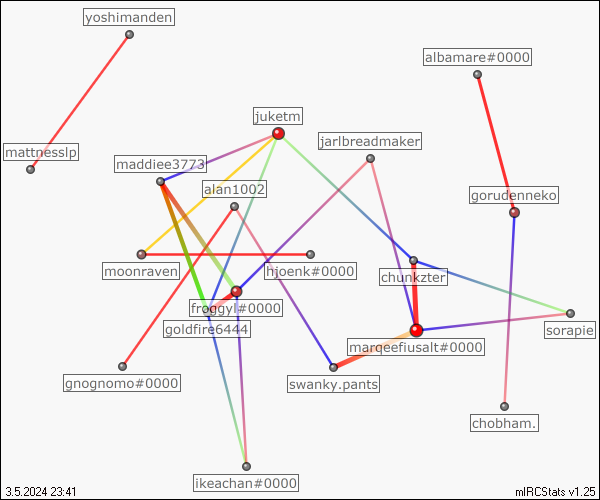 yoshimanden
albamare#0000
juketm
jarlbreadmaker
mattnesslp
maddiee3773
alan1002
gorudenneko
moonraven
hjoenk#0000
chunkzter
froggyl#0000
goldfire6444
sorapie
marqeefiusalt#0000
gnognomo#0000
swanky.pants
chobham.
ikeachan#0000
3.5.2024 23:41
mIRCStats v1.25